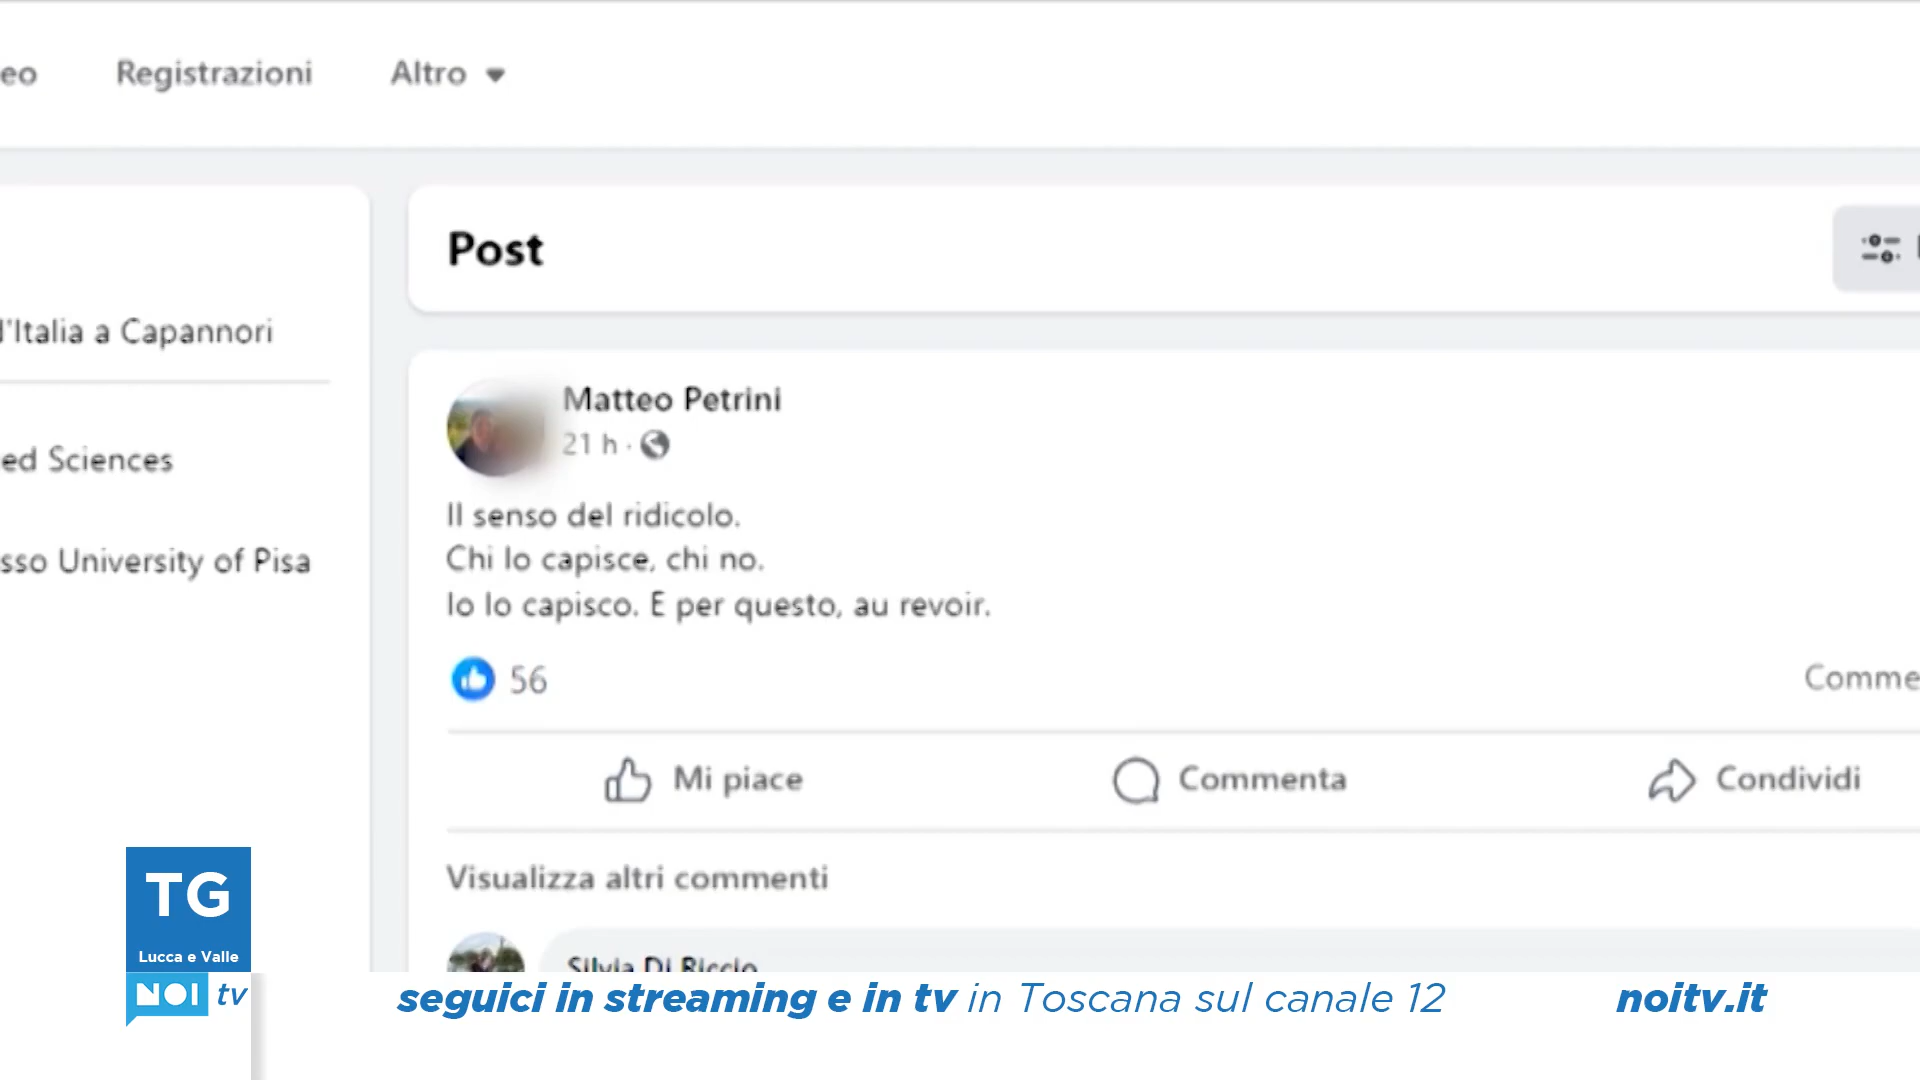 eo Registrazioni Altro
Post
l'Italia a Capannori
ed Sciences
sso University of Pisa
Matteo Petrini
21 h ·
Il senso del ridicolo.
Chi lo capisce, chi no.
Io lo capisco. E per questo, au revoir.
56
Comme
Mi piace Commenta Condividi
Visualizza altri commenti
Silvia Di Riccio
TG
Lucca e Valle
NOI tv
seguici in streaming e in tv in Toscana sul canale 12
noitv.it